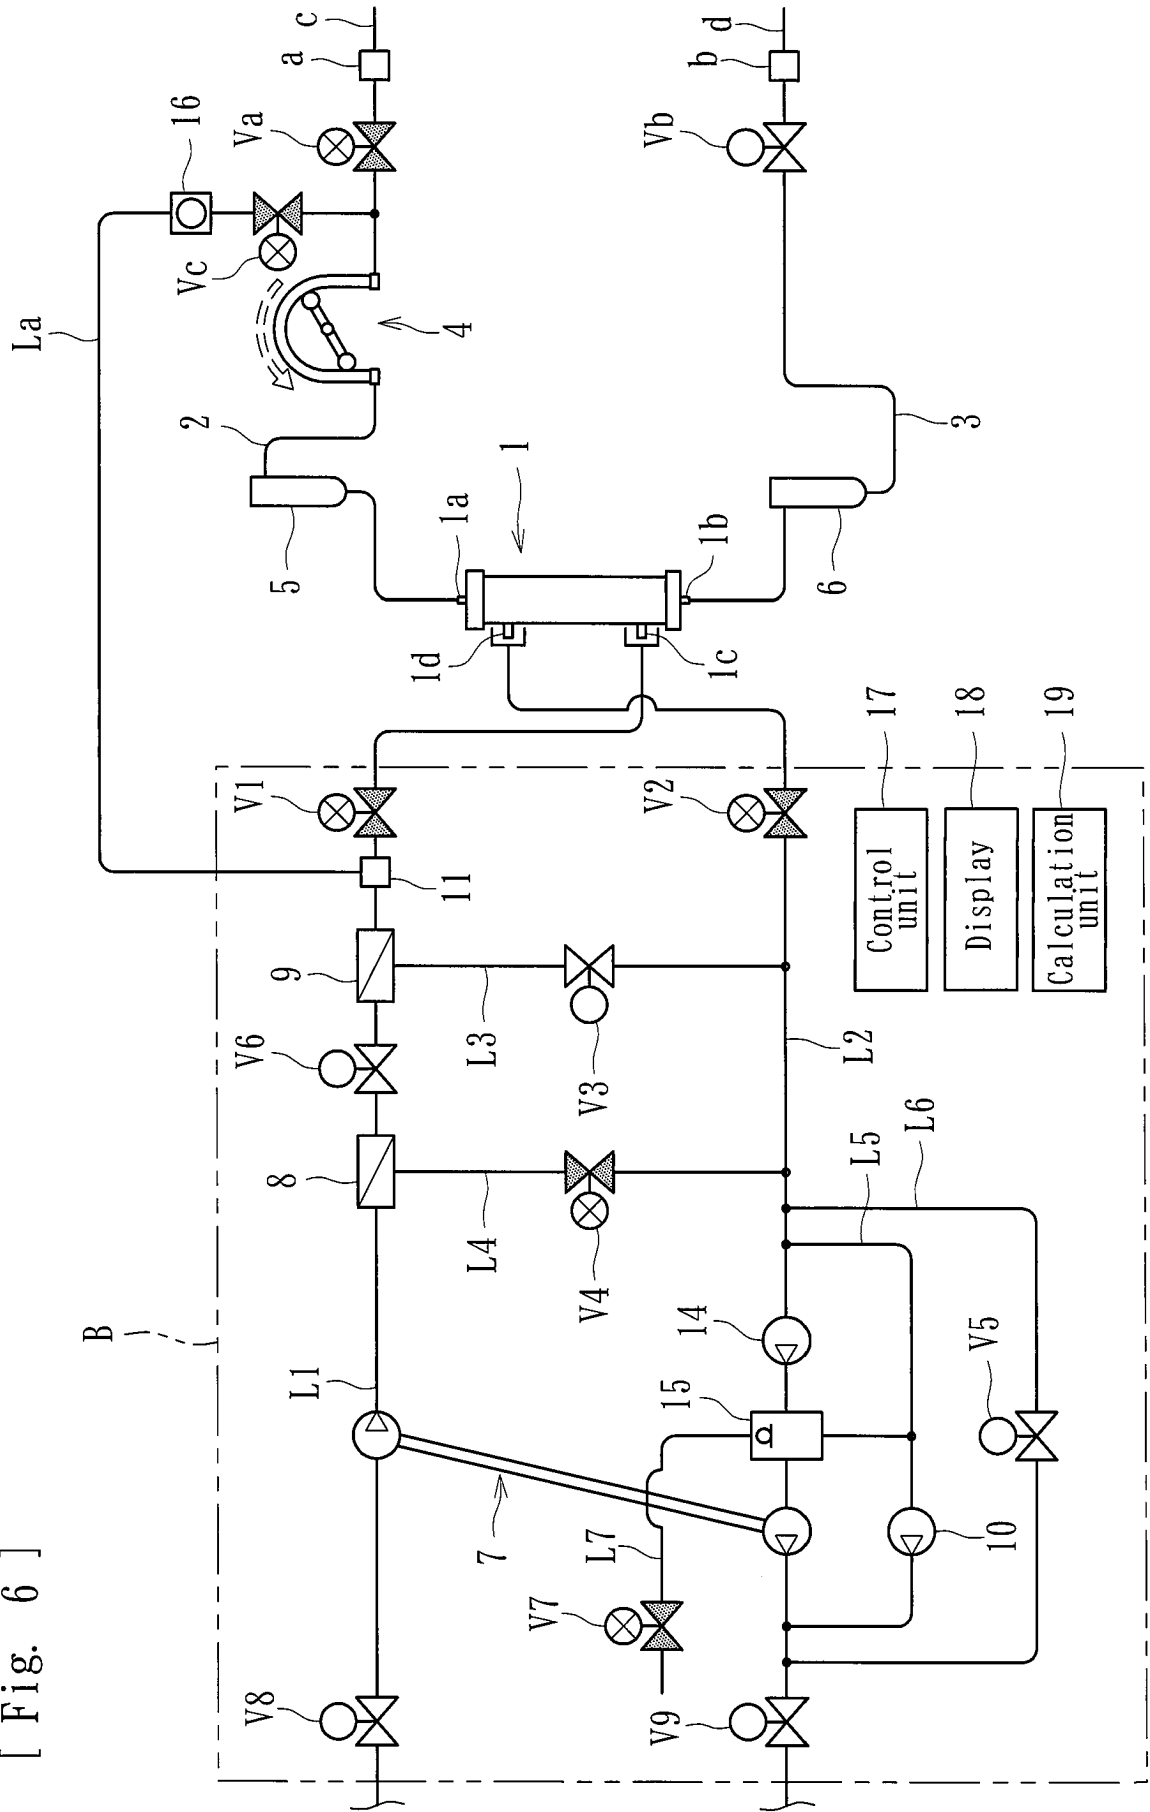 [ Fig. 6 ]
B
La
16
Va
a
c
Vc
4
2
5
1a
1
1b
1d
1c
Vb
b
d
3
6
V1
11
9
V6
8
L1
V8
L3
V3
L4
V4
V2
L2
L6
L5
14
15
V5
7
L7
V7
10
V9
17
Control
unit
18
Display
19
Calculation
unit